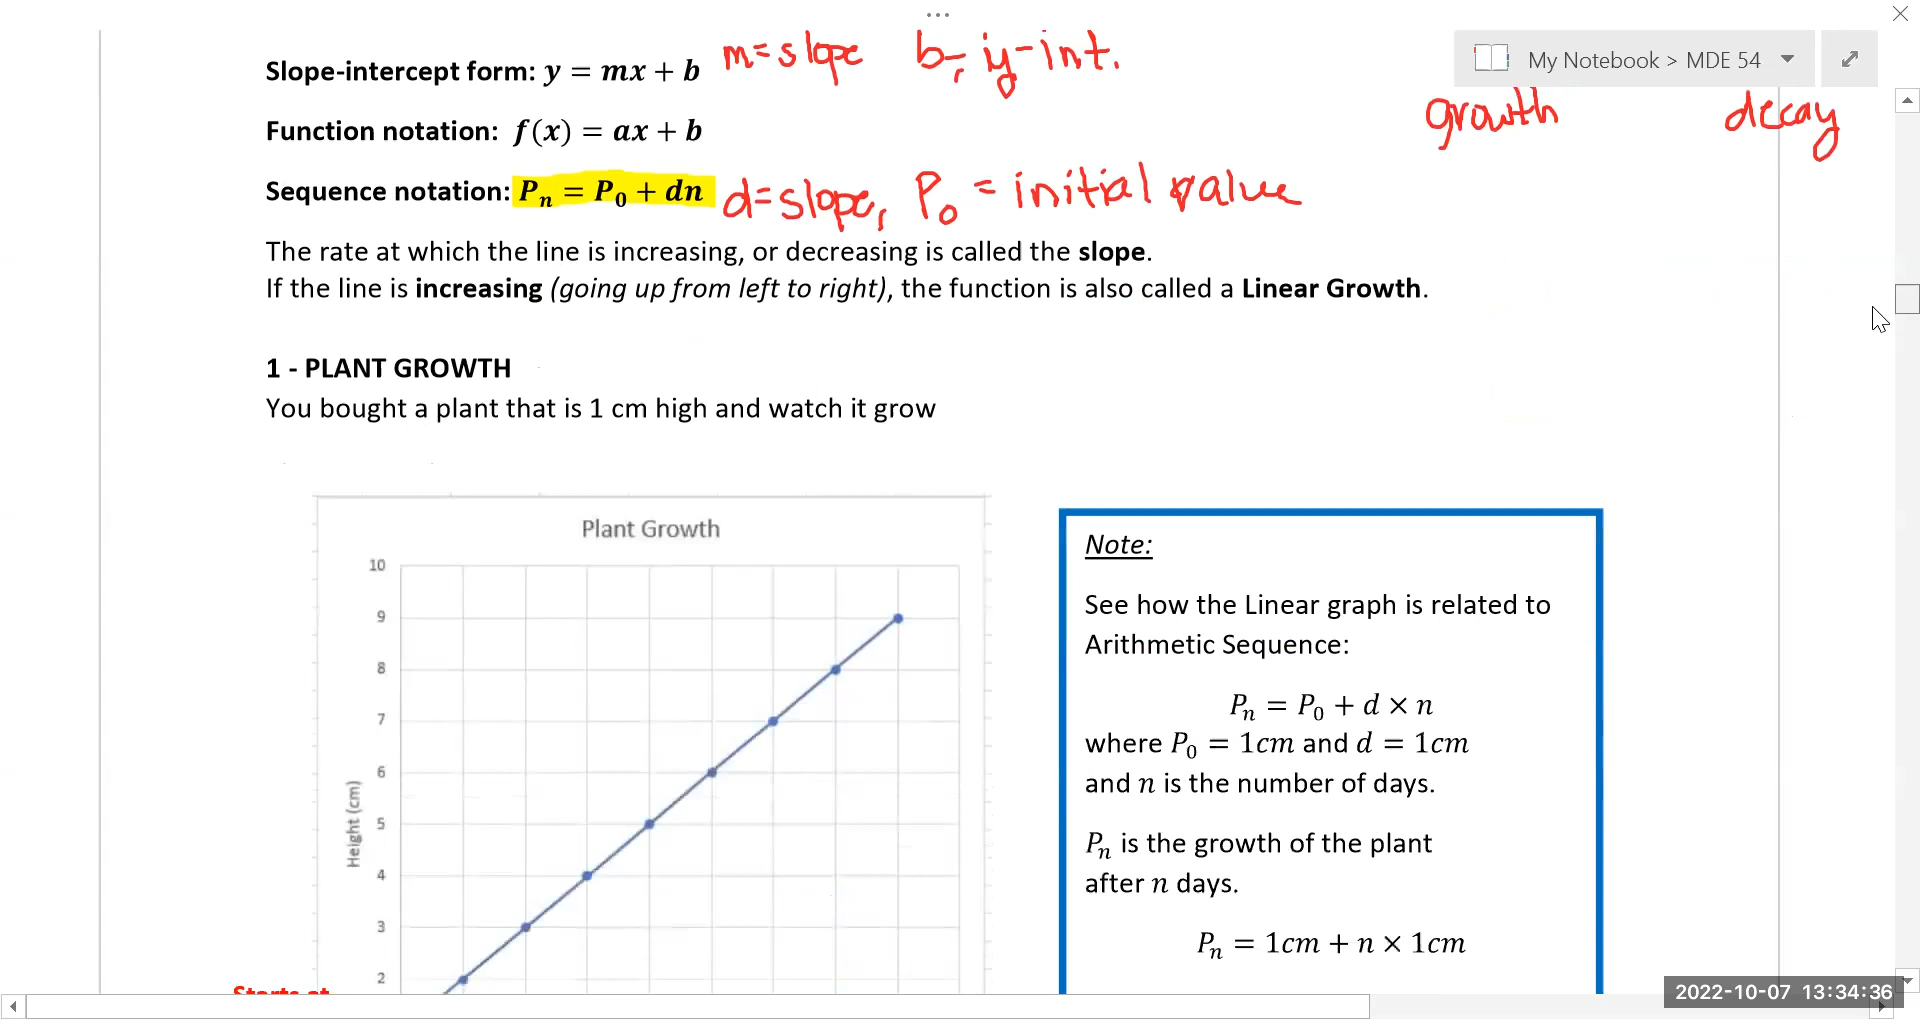 ...
Slope-intercept form: y = mx + b m=slope b= y-int.
My Notebook > MDE 54
growth decay
Function notation: f(x) = ax + b
Sequence notation: Pₙ = P₀ + dn d=slope, P₀ = initial value
The rate at which the line is increasing, or decreasing is called the slope.
If the line is increasing (going up from left to right), the function is also called a Linear Growth.
1 - PLANT GROWTH
You bought a plant that is 1 cm high and watch it grow
Plant Growth
10
9
8
7
6
5
4
3
2
Height (cm)
Starts at
Note:
See how the Linear graph is related to
Arithmetic Sequence:
Pₙ = P₀ + d × n
where P₀ = 1cm and d = 1cm
and n is the number of days.
Pₙ is the growth of the plant
after n days.
Pₙ = 1cm + n × 1cm
2022-10-07 13:34:36